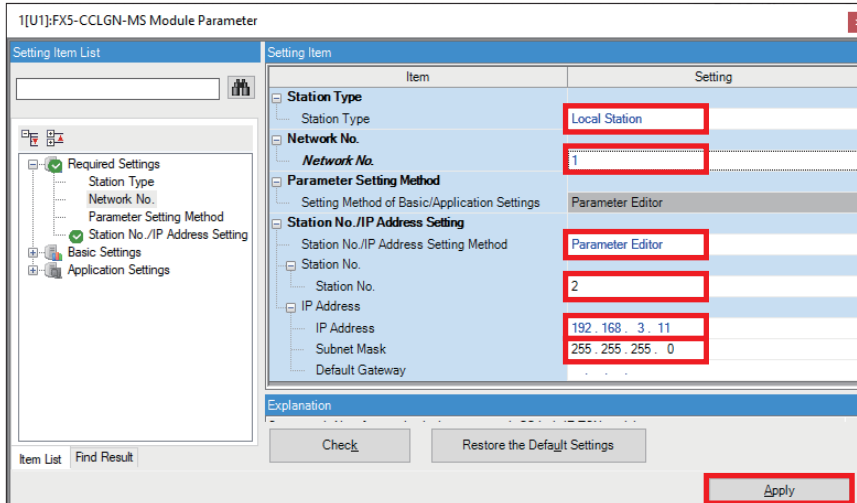 1[U1]:FX5-CCLGN-MS Module Parameter
Setting Item List
Required Settings
Station Type
Network No.
Parameter Setting Method
Station No./IP Address Setting
Basic Settings
Application Settings
Item List Find Result
Setting Item
Item Setting
Station Type
Station Type Local Station
Network No.
Network No. 1
Parameter Setting Method
Setting Method of Basic/Application Settings Parameter Editor
Station No./IP Address Setting
Station No./IP Address Setting Method Parameter Editor
Station No.
Station No. 2
IP Address
IP Address 192 . 168 . 3 . 11
Subnet Mask 255 . 255 . 255 . 0
Default Gateway . . .
Explanation
Check Restore the Default Settings
Apply